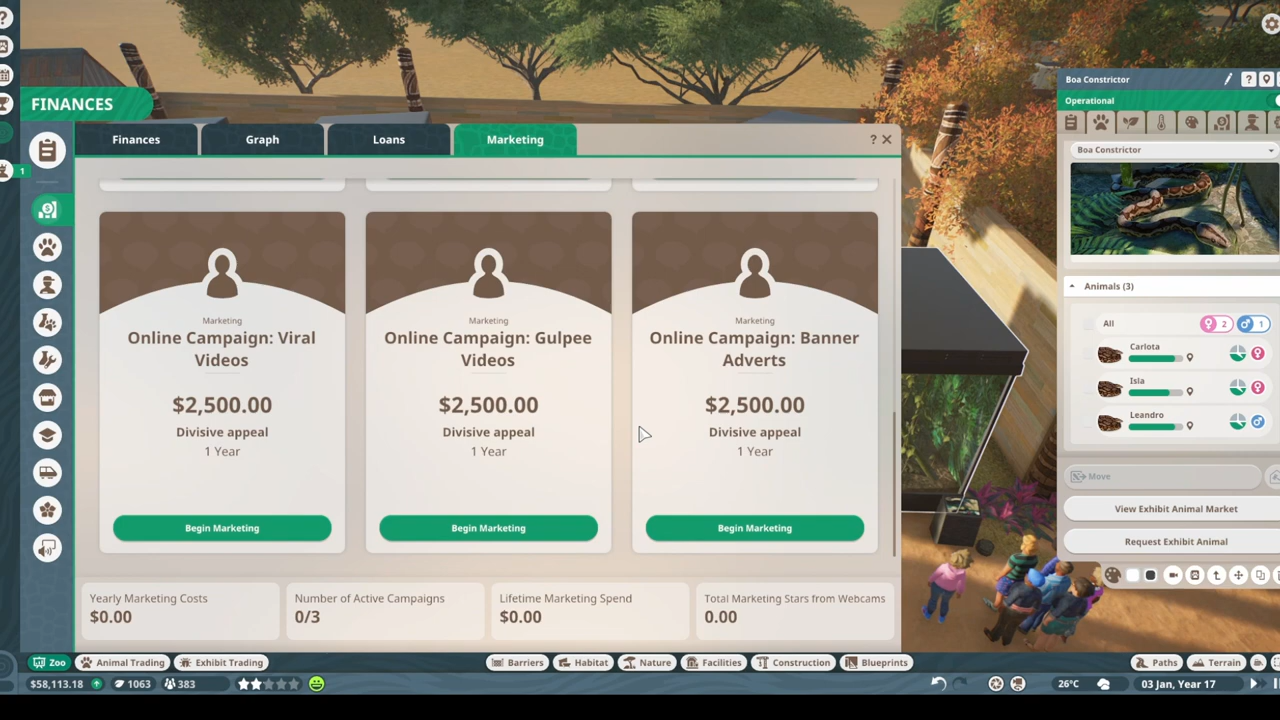 FINANCES
Finances
Graph
Loans
Marketing
?
1
Marketing
Online Campaign: Viral
Videos
$2,500.00
Divisive appeal
1 Year
Begin Marketing
Marketing
Online Campaign: Gulpee
Videos
$2,500.00
Divisive appeal
1 Year
Begin Marketing
Marketing
Online Campaign: Banner
Adverts
$2,500.00
Divisive appeal
1 Year
Begin Marketing
Yearly Marketing Costs
$0.00
Number of Active Campaigns
0/3
Lifetime Marketing Spend
$0.00
Total Marketing Stars from Webcams
0.00
Boa Constrictor
?
Operational
Boa Constrictor
Animals (3)
All
2
1
Carlota
Isla
Leandro
Move
View Exhibit Animal Market
Request Exhibit Animal
Zoo
Animal Trading
Exhibit Trading
Barriers
Habitat
Nature
Facilities
Construction
Blueprints
Paths
Terrain
$58,113.18
1063
383
26°C
03 Jan, Year 17